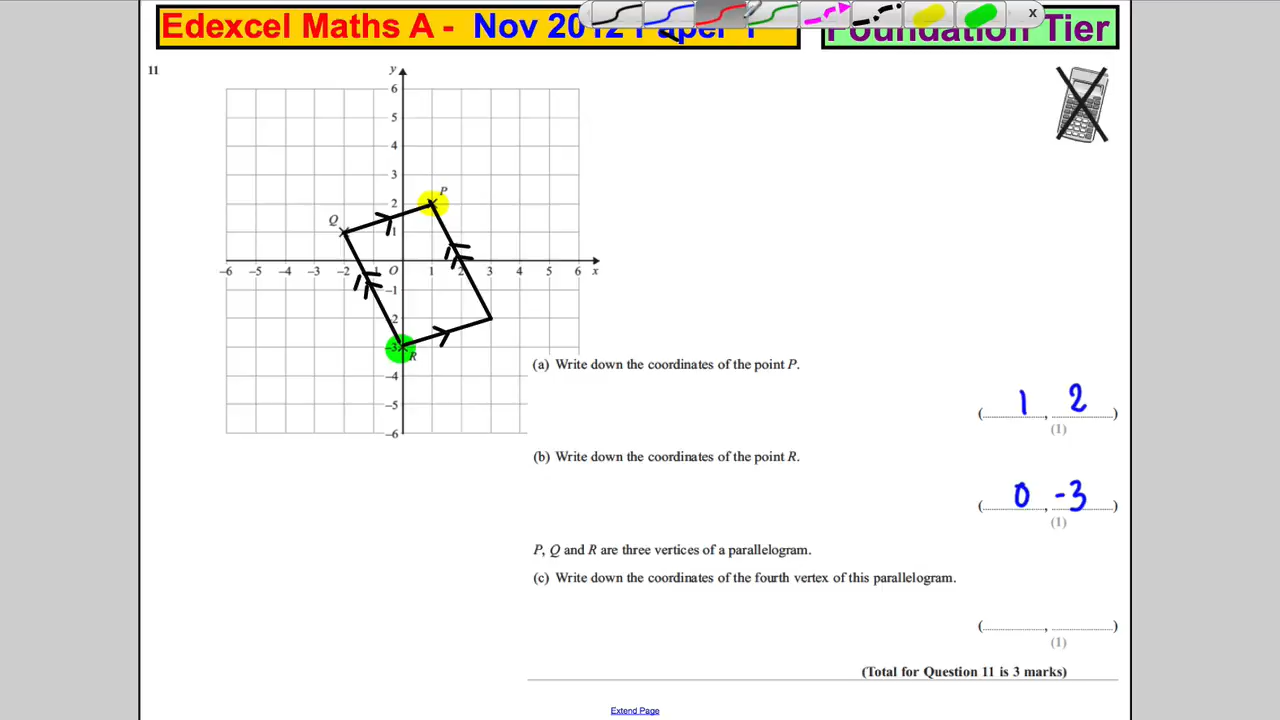 Edexcel Maths A - Nov 2012 Paper 1
Foundation Tier
x
11
y
6
5
4
3
2
1
P
Q
-6 -5 -4 -3 -2 -1 O 1 2 3 4 5 6 x
-1
2
-3
R
-4
-5
-6
(a) Write down the coordinates of the point P.
( 1 , 2 )
(1)
(b) Write down the coordinates of the point R.
( 0 , -3 )
(1)
P, Q and R are three vertices of a parallelogram.
(c) Write down the coordinates of the fourth vertex of this parallelogram.
(.................. , ..................)
(1)
(Total for Question 11 is 3 marks)
Extend Page